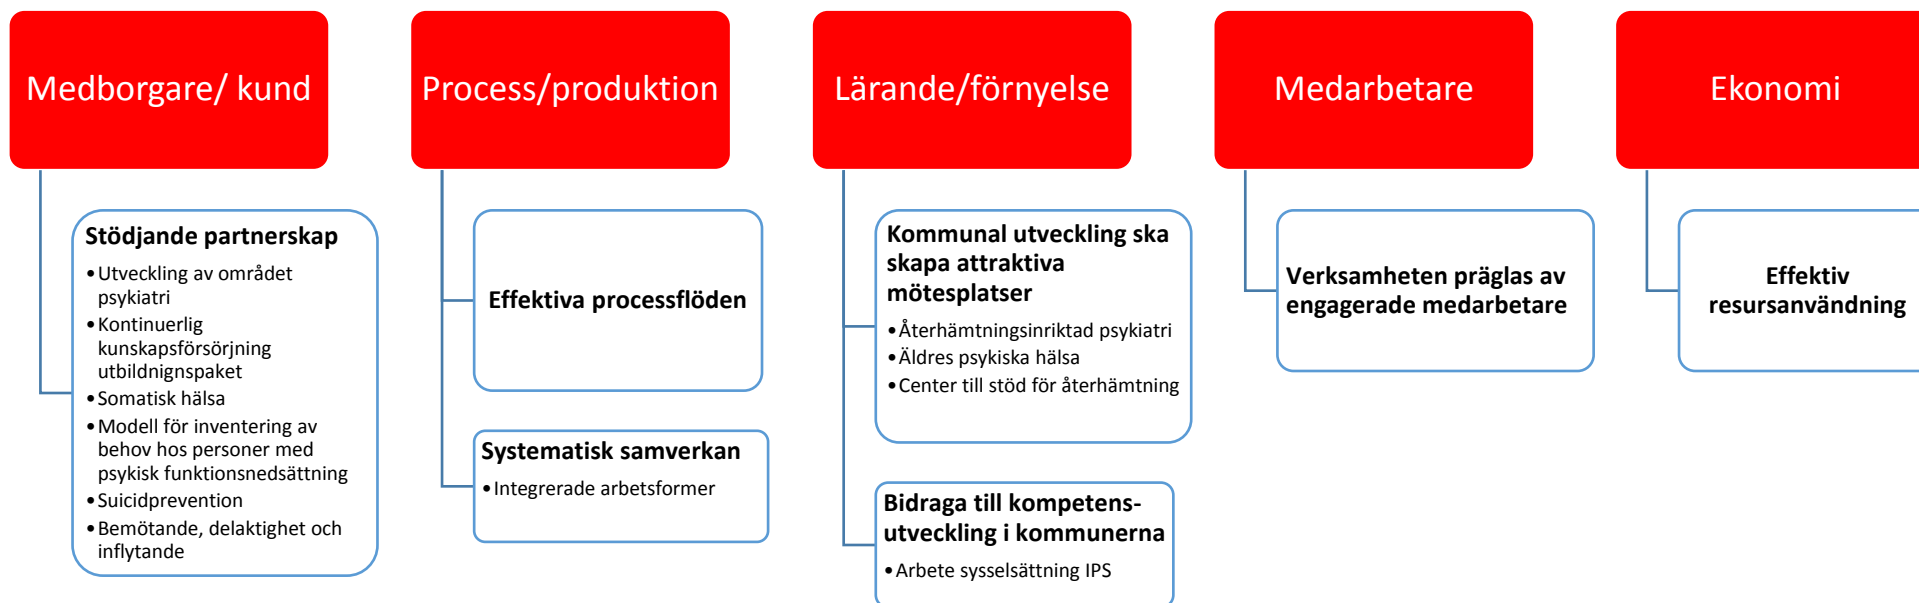 Medborgare/ kund
Stödjande partnerskap
•Utveckling av området
psykiatri
•Kontinuerlig
kunskapsförsörjning
utbildnignspaket
•Somatisk hälsa
•Modell för inventering av
behov hos personer med
psykisk funktionsnedsättning
•Suicidprevention
•Bemötande, delaktighet och
inflytande
Process/produktion
Effektiva processflöden
Systematisk samverkan
•Integrerade arbetsformer
Lärande/förnyelse
Kommunal utveckling ska
skapa attraktiva
mötesplatser
•Återhämtningsinriktad psykiatri
•Äldres psykiska hälsa
•Center till stöd för återhämtning
Bidraga till kompetens-
utveckling i kommunerna
•Arbete sysselsättning IPS
Medarbetare
Verksamheten präglas av
engagerade medarbetare
Ekonomi
Effektiv
resursanvändning